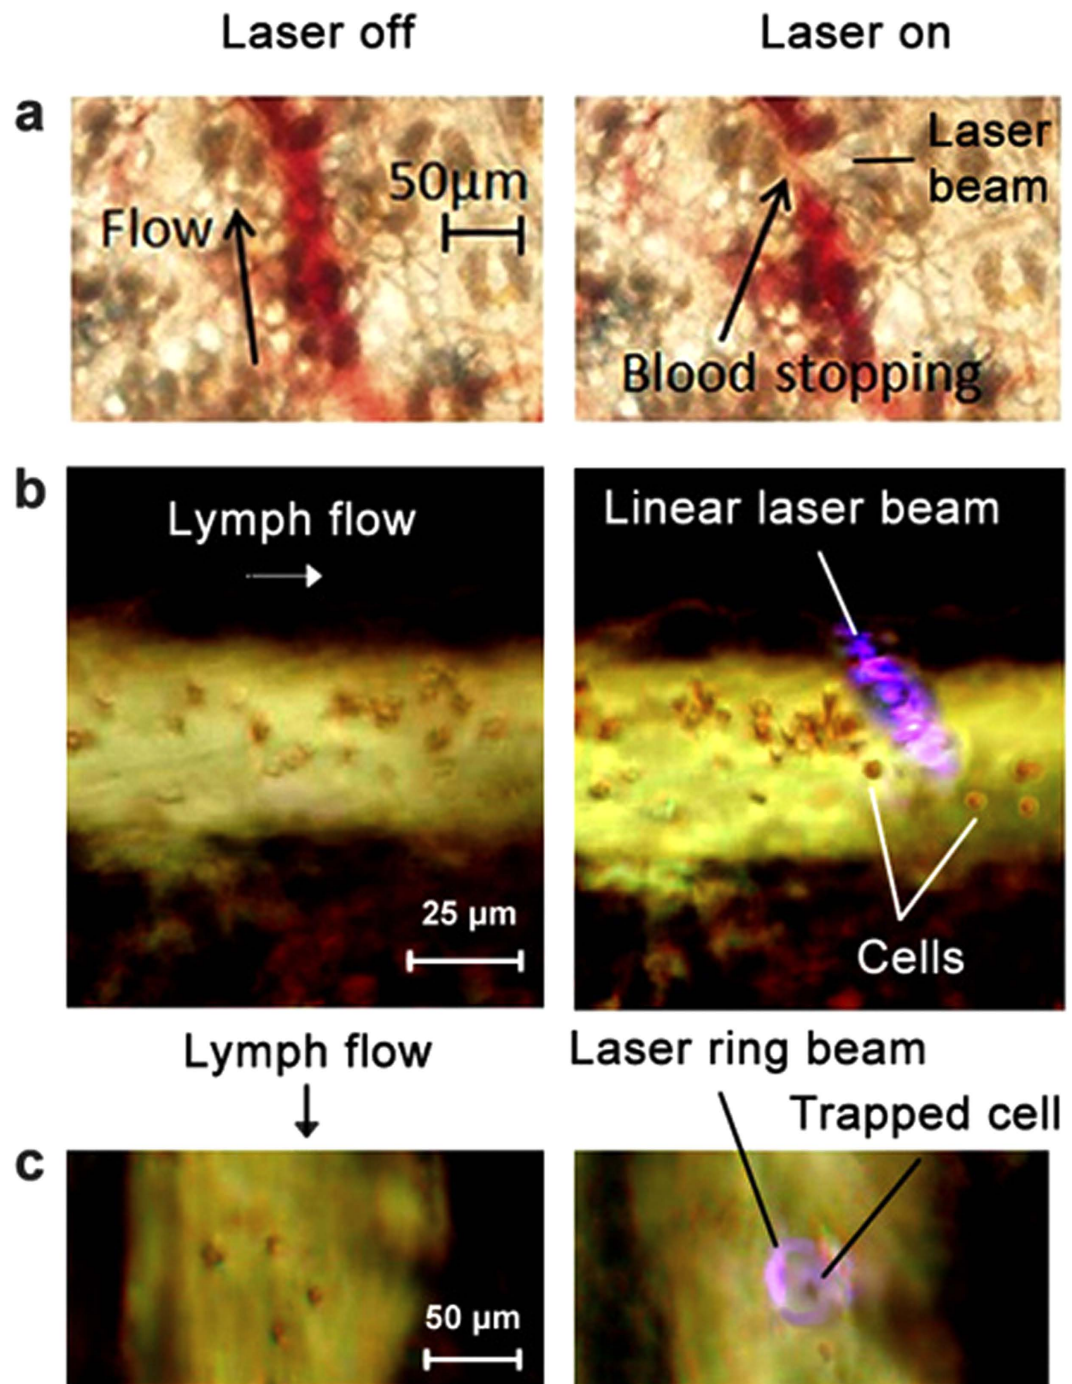 Laser off
Laser on
a
Flow
50µm
Laser
beam
Blood stopping
b
Lymph flow
25 µm
Linear laser beam
Cells
Lymph flow
Laser ring beam
Trapped cell
c
50 µm